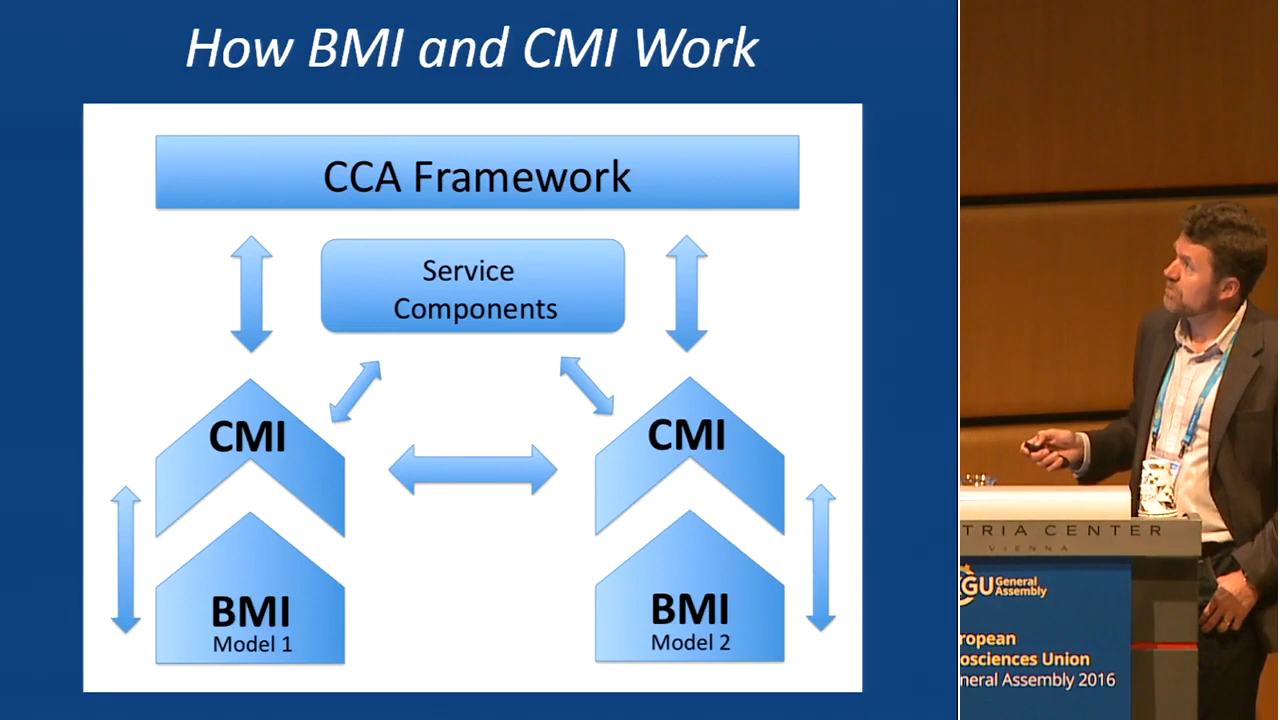 How BMI and CMI Work
CCA Framework
Service
Components
CMI
CMI
BMI
Model 1
BMI
Model 2
TRIA CENTER
VIENNA
GU General
Assembly
ropean
osciences Union
neral Assembly 2016